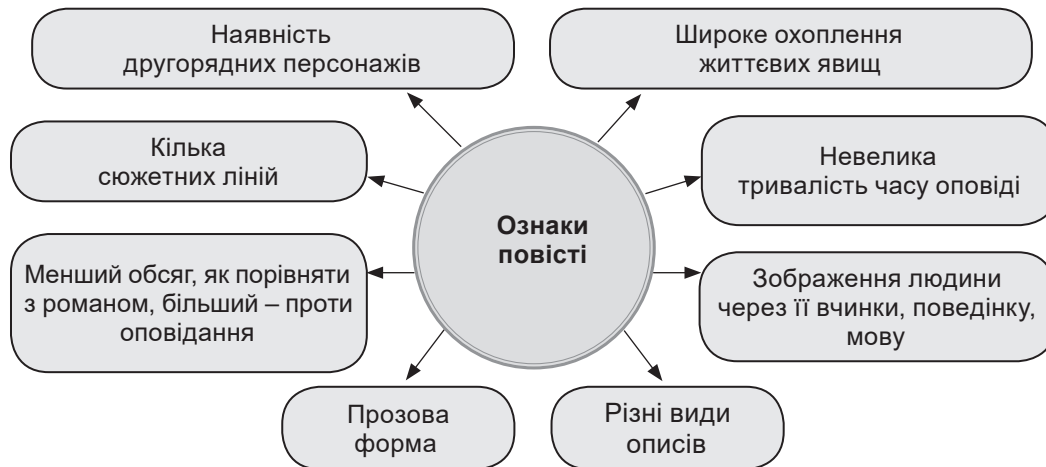 Наявність
другорядних персонажів
Широке охоплення
життєвих явищ
Кілька
сюжетних ліній
Невелика
тривалість часу оповіді
Ознаки
повісті
Менший обсяг, як порівняти
з романом, більший – проти
оповідання
Зображення людини
через її вчинки, поведінку,
мову
Прозова
форма
Різні види
описів